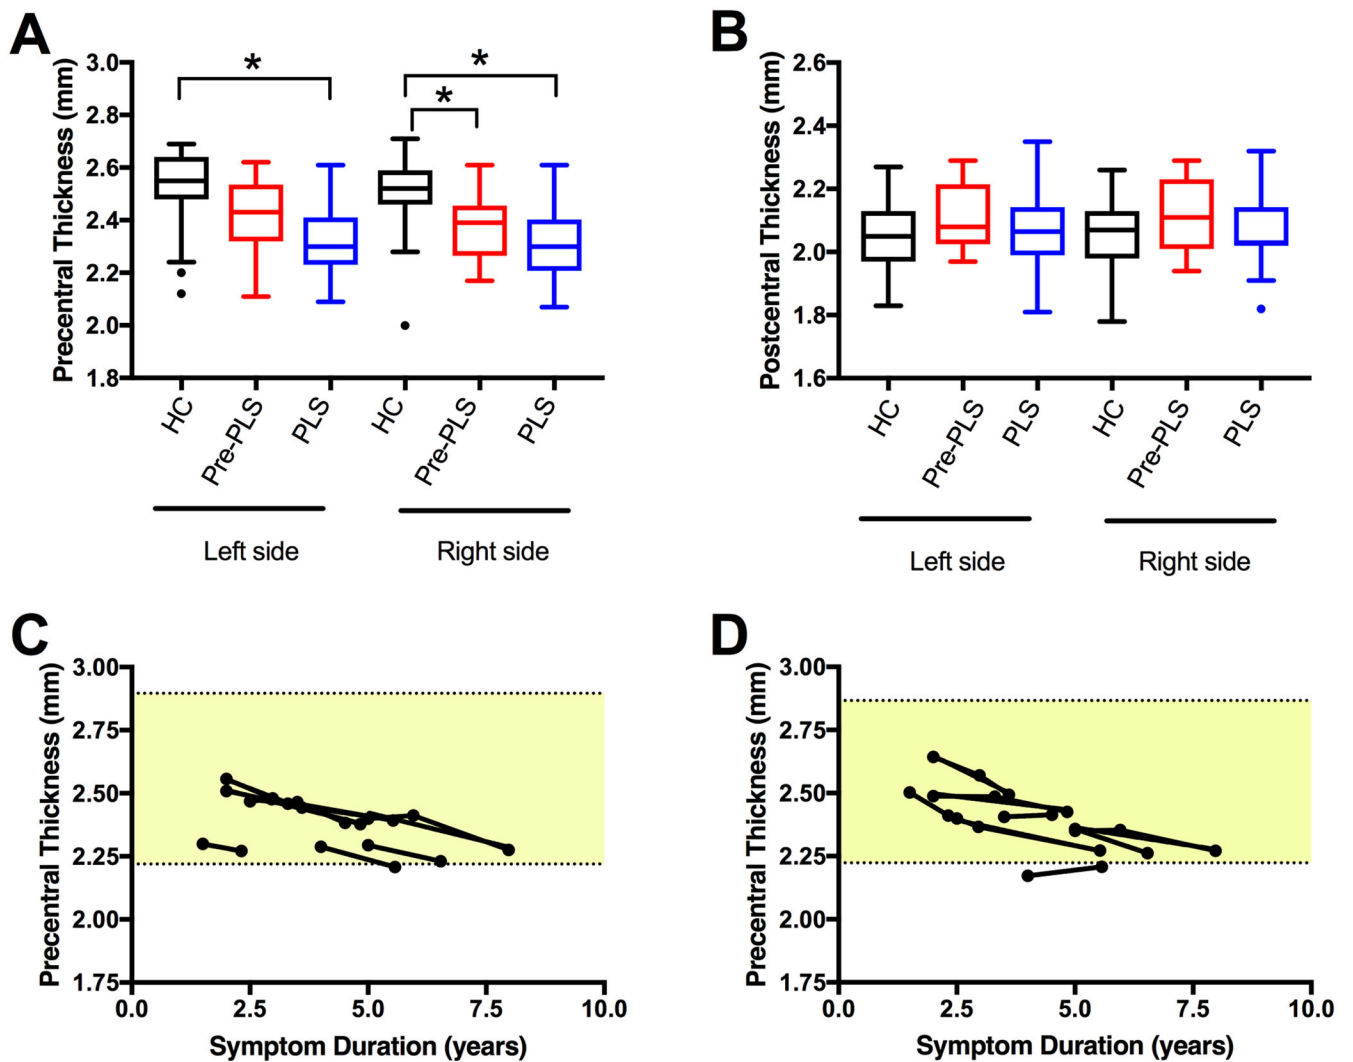 A
Precentral Thickness (mm)
3.0
2.8
2.6
2.4
2.2
2.0
1.8
*
*
*
HC
Pre-PLS
PLS
HC
Pre-PLS
PLS
Left side
Right side
B
Postcentral Thickness (mm)
2.6
2.4
2.2
2.0
1.8
1.6
HC
Pre-PLS
PLS
HC
Pre-PLS
PLS
Left side
Right side
C
Precentral Thickness (mm)
3.00
2.75
2.50
2.25
2.00
1.75
0.0
2.5
5.0
7.5
10.0
Symptom Duration (years)
D
Precentral Thickness (mm)
3.00
2.75
2.50
2.25
2.00
1.75
0.0
2.5
5.0
7.5
10.0
Symptom Duration (years)